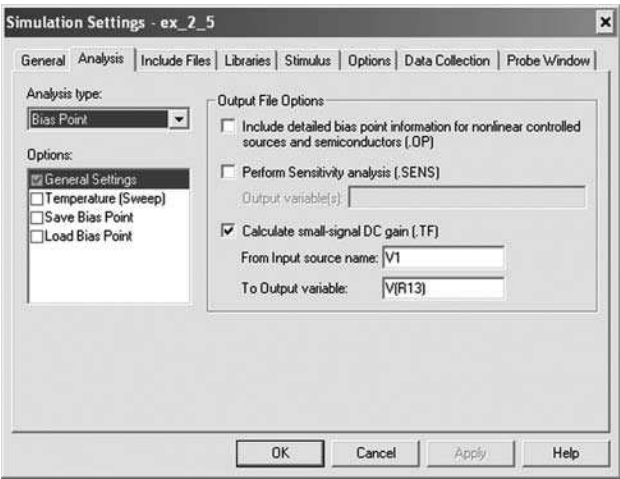 Simulation Settings - ex_2_5
General Analysis Include Files Libraries Stimulus Options Data Collection Probe Window
Analysis type:
Bias Point
Options:
General Settings
Temperature (Sweep)
Save Bias Point
Load Bias Point
Output File Options
Include detailed bias point information for nonlinear controlled
sources and semiconductors (.OP)
Perform Sensitivity analysis (.SENS)
Output variable(s):
Calculate small-signal DC gain (.TF)
From Input source name: V1
To Output variable: V(R13)
OK Cancel Apply Help